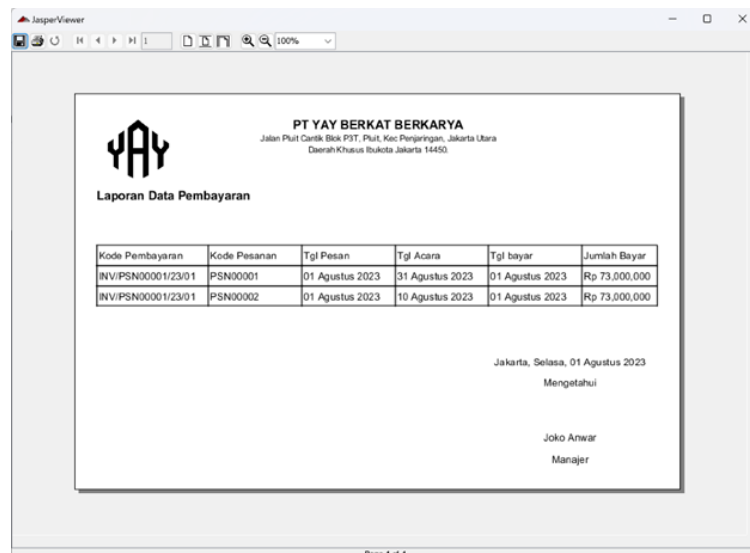 JasperViewer
1
100%
YAY
PT YAY BERKAT BERKARYA
Jalan Pluit Cantik Blok P3T, Pluit, Kec Penjaringan, Jakarta Utara
Daerah Khusus Ibukota Jakarta 14450.
Laporan Data Pembayaran
Kode Pembayaran Kode Pesanan Tgl Pesan Tgl Acara Tgl bayar Jumlah Bayar
INV/PSN00001/23/01 PSN00001 01 Agustus 2023 31 Agustus 2023 01 Agustus 2023 Rp 73,000,000
INV/PSN00001/23/01 PSN00002 01 Agustus 2023 10 Agustus 2023 01 Agustus 2023 Rp 73,000,000
Jakarta, Selasa, 01 Agustus 2023
Mengetahui
Joko Anwar
Manajer